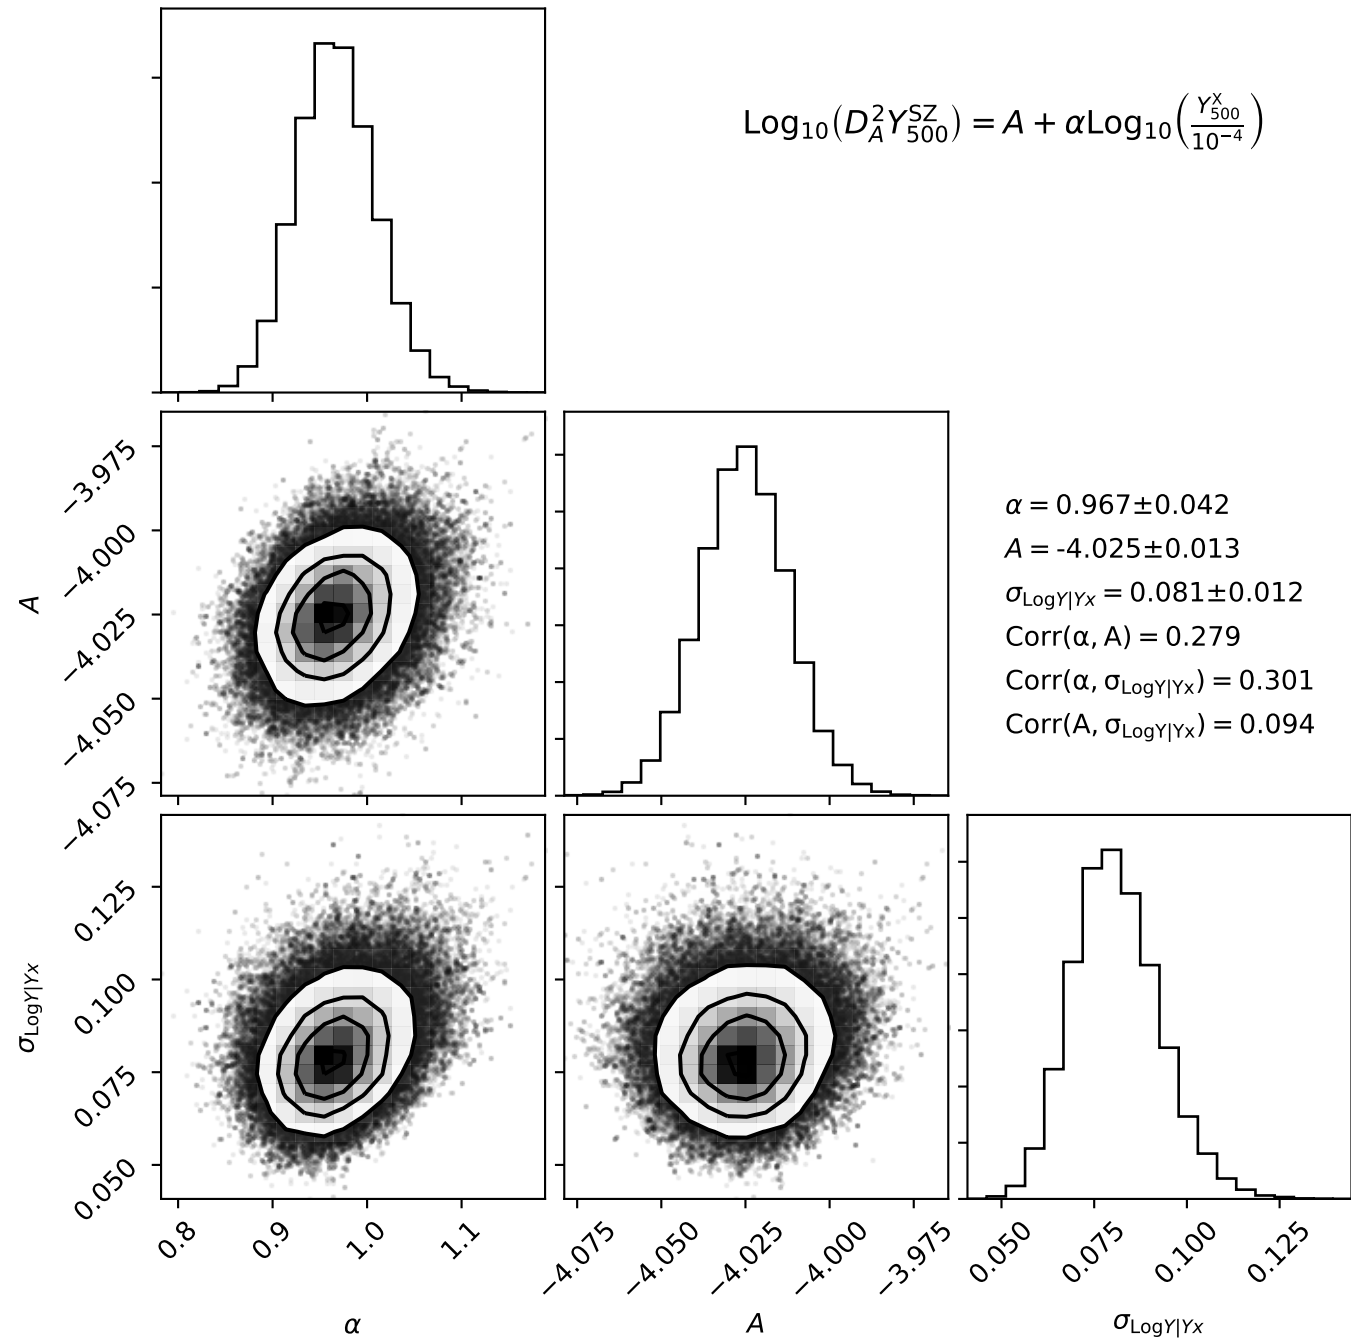 Log₁₀(D_A²Y₅₀₀^SZ) = A + αLog₁₀(Y₅₀₀^X / 10⁻⁴)
−3.975
−4.000
−4.025
−4.050
−4.075
A
α = 0.967±0.042
A = -4.025±0.013
σ_LogY|Yx = 0.081±0.012
Corr(α, A) = 0.279
Corr(α, σ_LogY|Yx) = 0.301
Corr(A, σ_LogY|Yx) = 0.094
0.125
0.100
0.075
0.050
σ_LogY|Yx
0.8 0.9 1.0 1.1
α
−4.075 −4.050 −4.025 −4.000 −3.975
A
0.050 0.075 0.100 0.125
σ_LogY|Yx